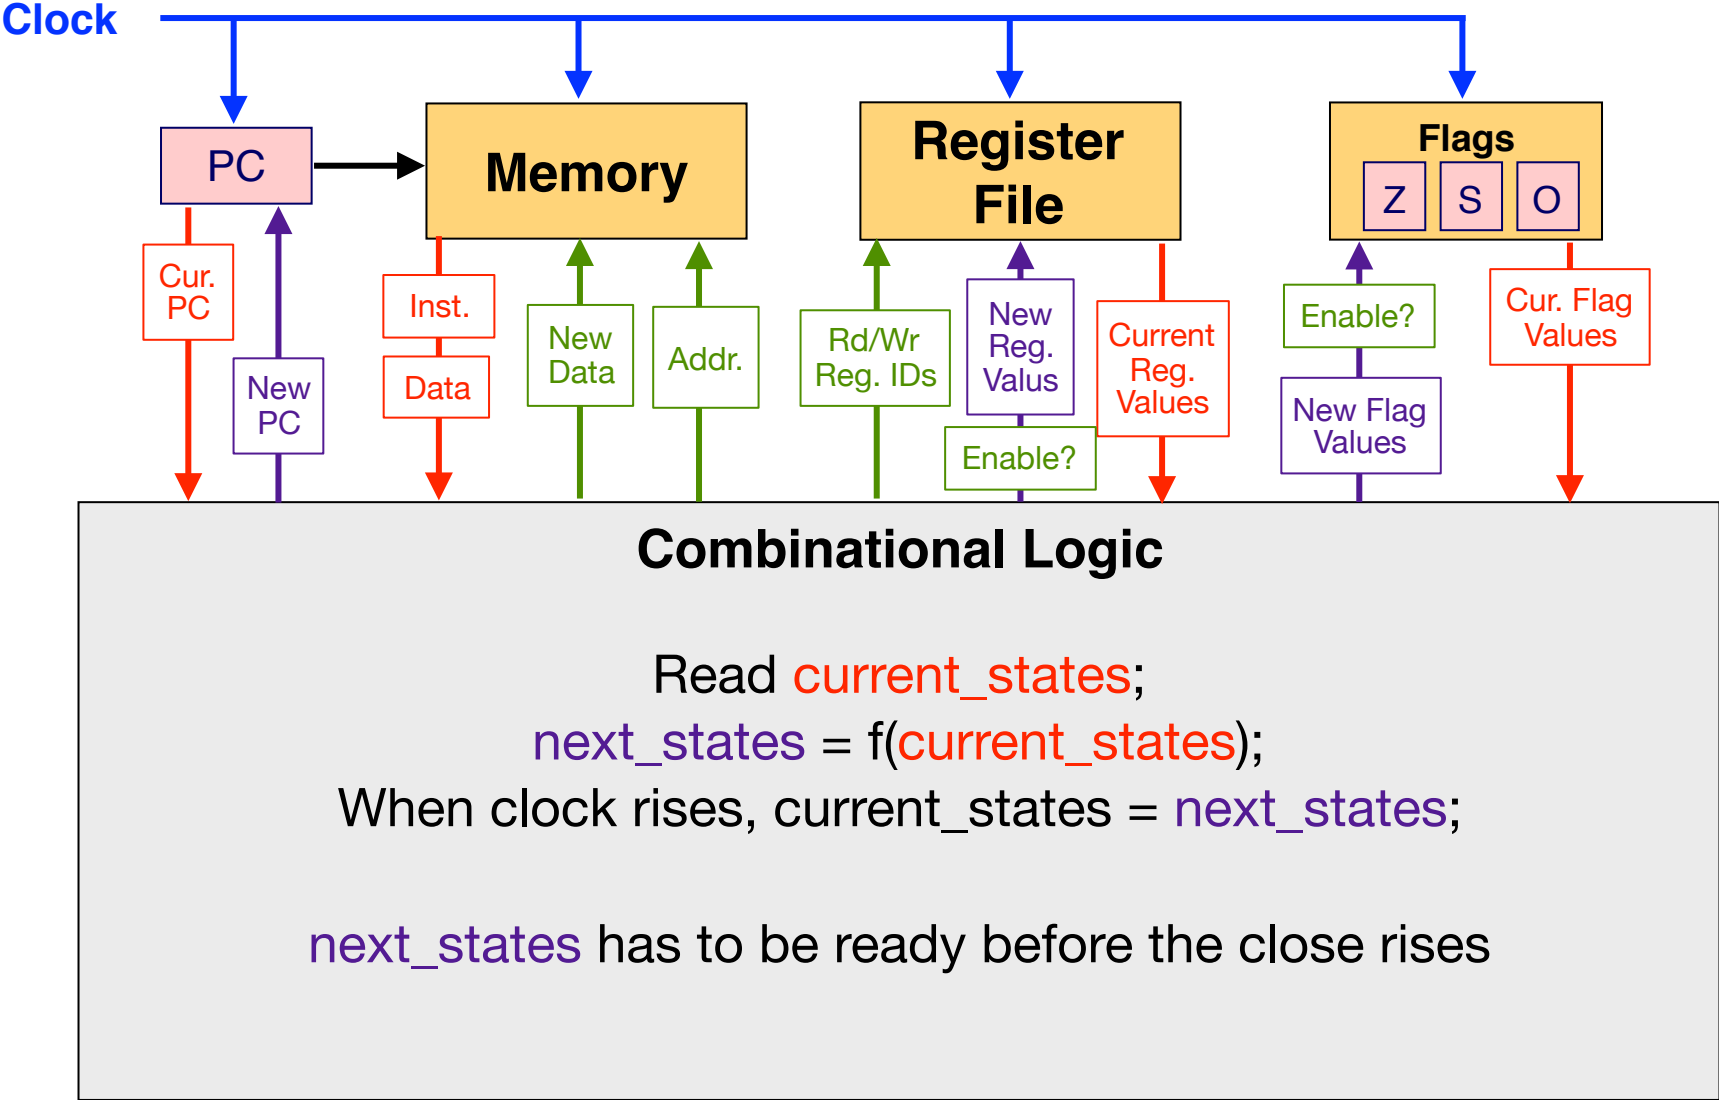 Clock
PC
Memory
Register
File
Flags
Z S O
Cur.
PC
New
PC
Inst.
Data
New
Data
Addr.
Rd/Wr
Reg. IDs
New
Reg.
Valus
Enable?
Current
Reg.
Values
Enable?
New Flag
Values
Cur. Flag
Values
Combinational Logic
Read current_states;
next_states = f(current_states);
When clock rises, current_states = next_states;
next_states has to be ready before the close rises